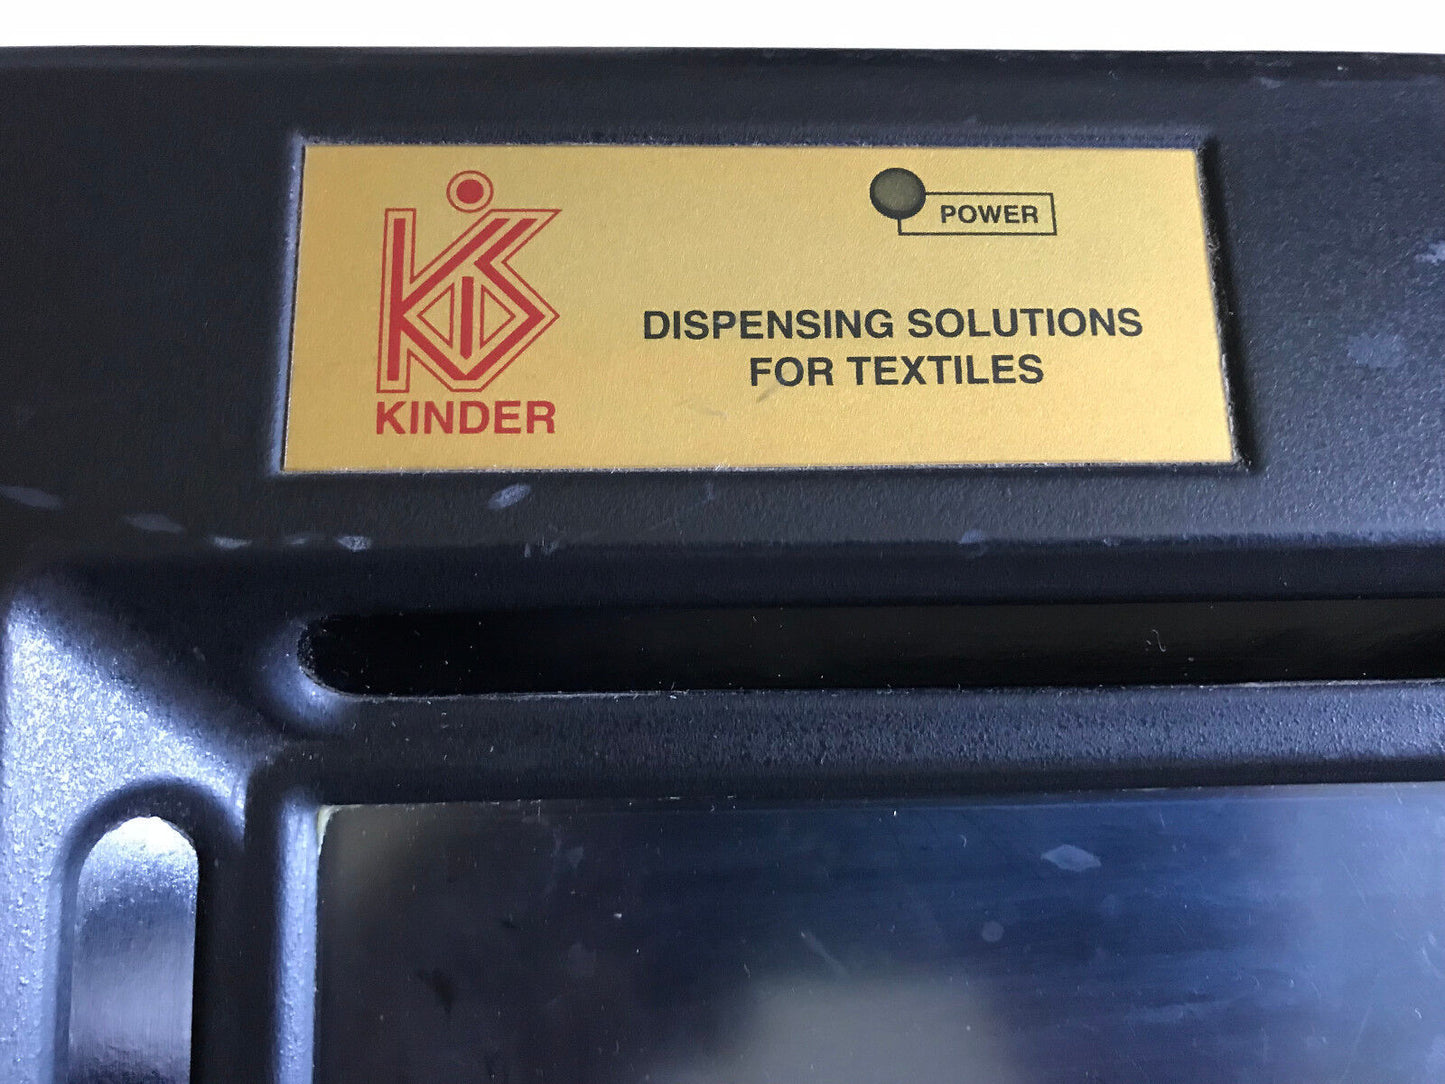 POWER
DISPENSING SOLUTIONS
FOR TEXTILES
KINDER